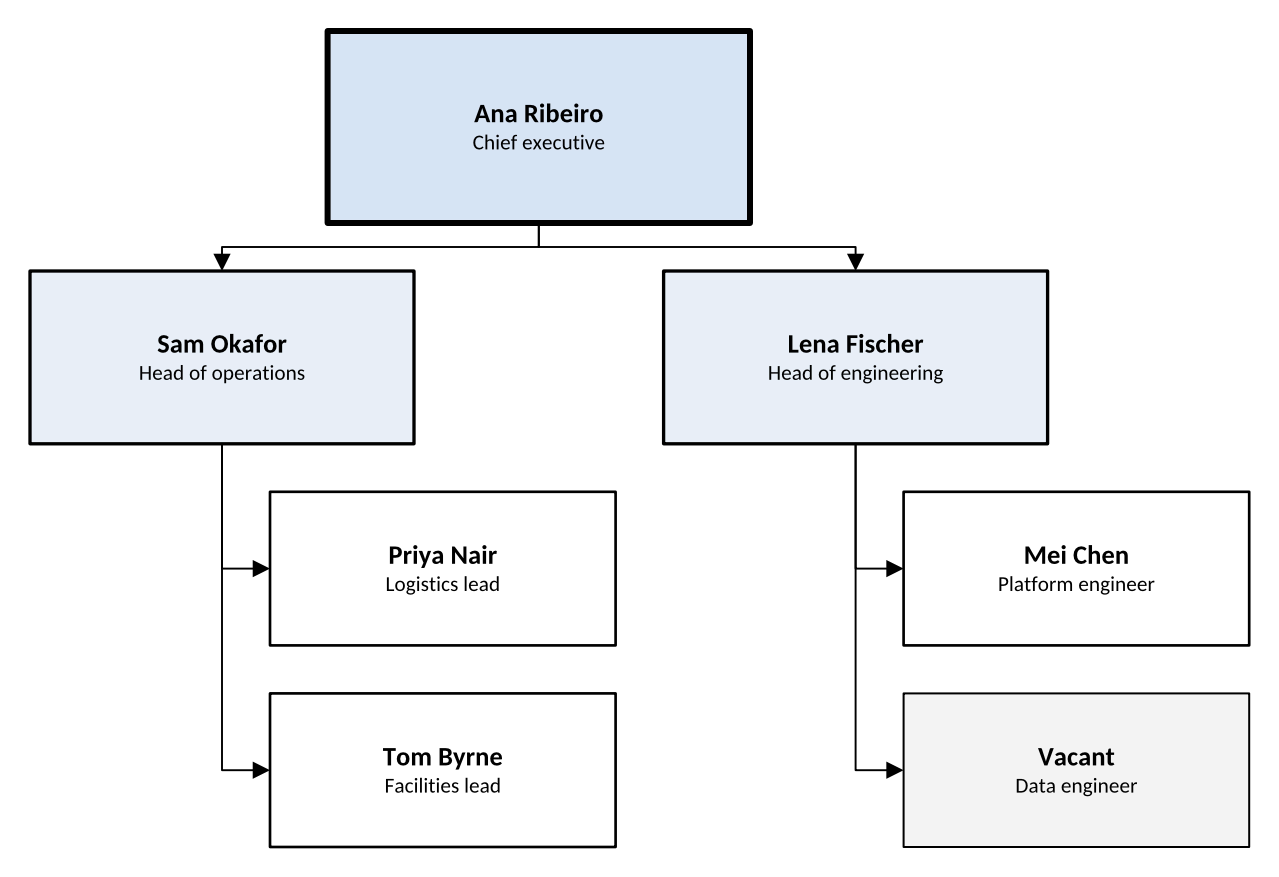 Ana Ribeiro
Chief executive
Sam Okafor
Head of operations
Lena Fischer
Head of engineering
Priya Nair
Logistics lead
Mei Chen
Platform engineer
Tom Byrne
Facilities lead
Vacant
Data engineer